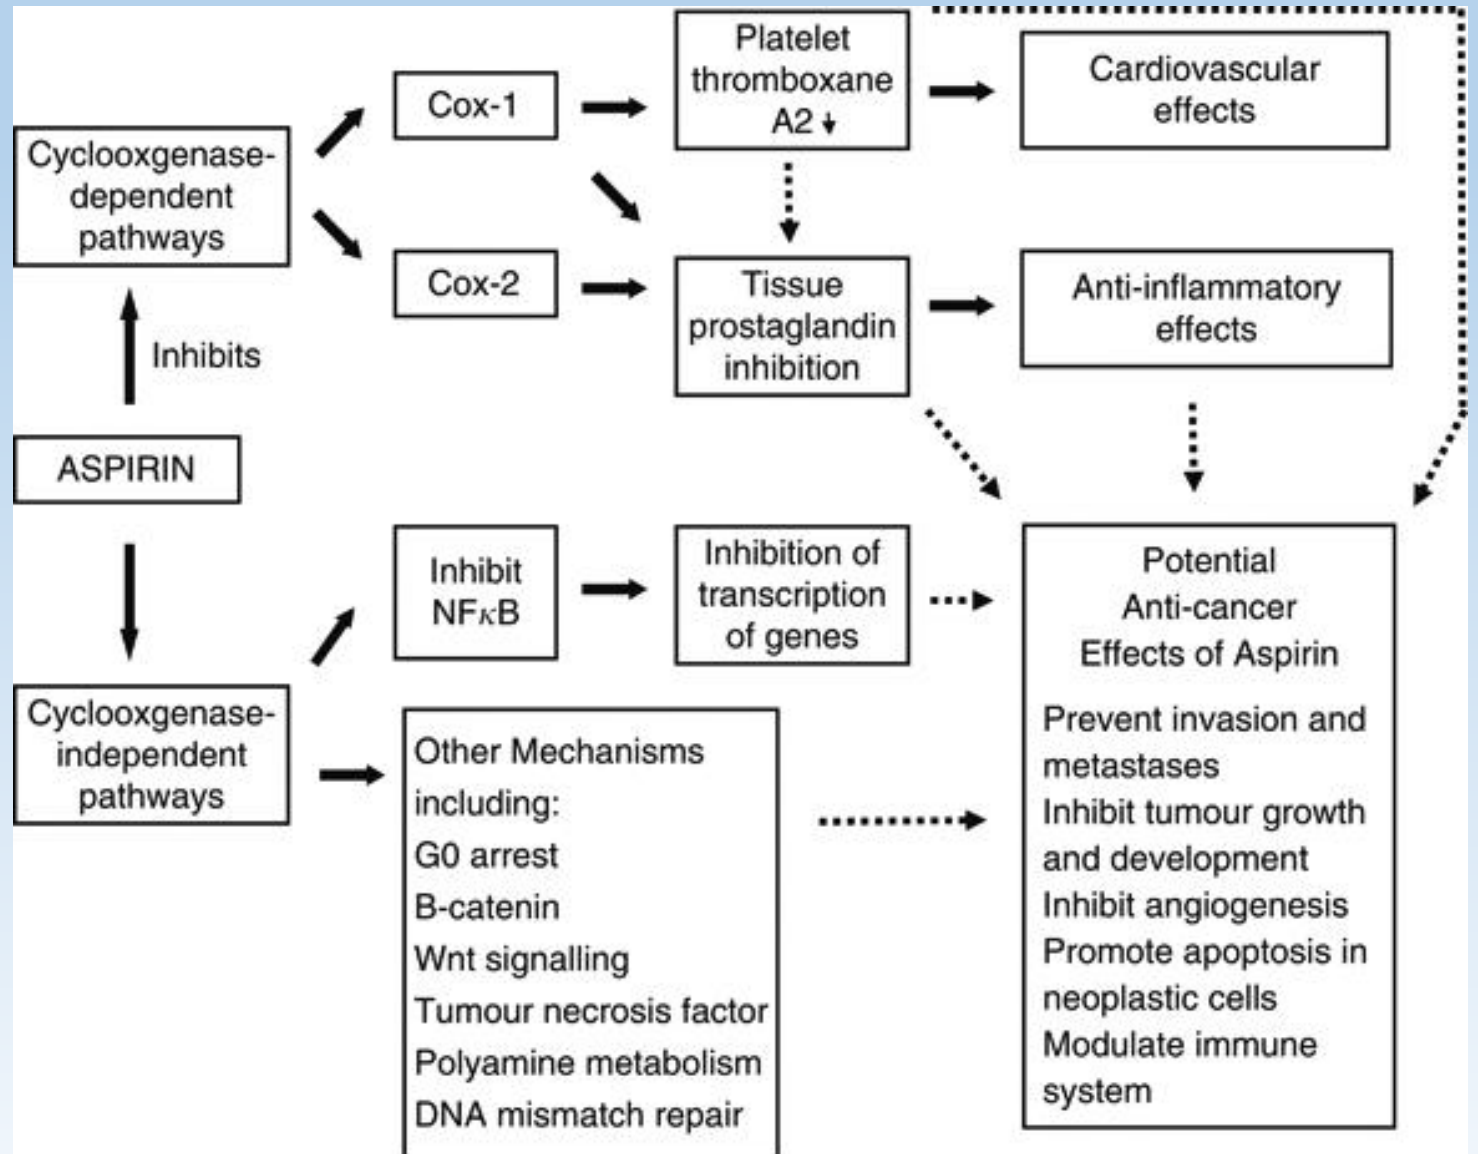 Platelet
thromboxane
A2 ↓
Cardiovascular
effects
Cox-1
Cyclooxgenase-
dependent
pathways
Cox-2
Tissue
prostaglandin
inhibition
Anti-inflammatory
effects
Inhibits
ASPIRIN
Inhibit
NFκB
Inhibition of
transcription
of genes
Cyclooxgenase-
independent
pathways
Other Mechanisms
including:
G0 arrest
B-catenin
Wnt signalling
Tumour necrosis factor
Polyamine metabolism
DNA mismatch repair
Potential
Anti-cancer
Effects of Aspirin
Prevent invasion and
metastases
Inhibit tumour growth
and development
Inhibit angiogenesis
Promote apoptosis in
neoplastic cells
Modulate immune
system